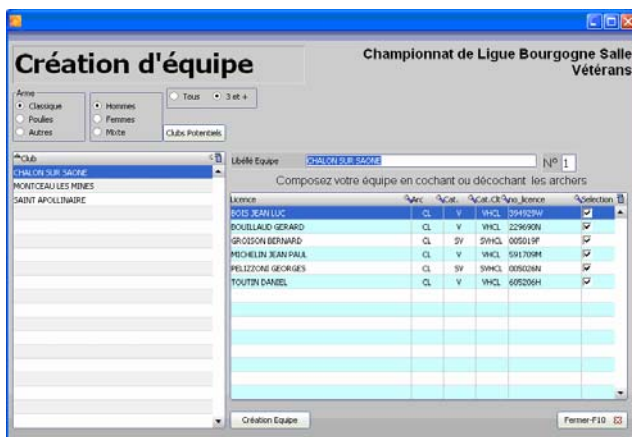 Création d'équipe
Championnat de Ligue Bourgogne Salle
Vétérans
Arme
Classique
Poulies
Autres
Hommes
Femmes
Mixte
Tous
3 et +
Clubs Potentiels
Club
CHALON SUR SAONE
MONTCEAU LES MINES
SAINT APOLLINAIRE
Libellé Equipe CHALON SUR SAONE N° 1
Composez votre équipe en cochant ou décochant les archers
Licence Arc Cat. Cat.Clt no_licence Selection
BOIS JEAN LUC CL V VHCL 394929W
BOUILLAUD GERARD CL V VHCL 229690N
GROISON BERNARD CL SV SVHCL 005019F
MICHELIN JEAN PAUL CL V VHCL 591709M
PELIZZONI GEORGES CL SV SVHCL 005026N
TOUTIN DANIEL CL V VHCL 605206H
Création Equipe
Fermer-F10